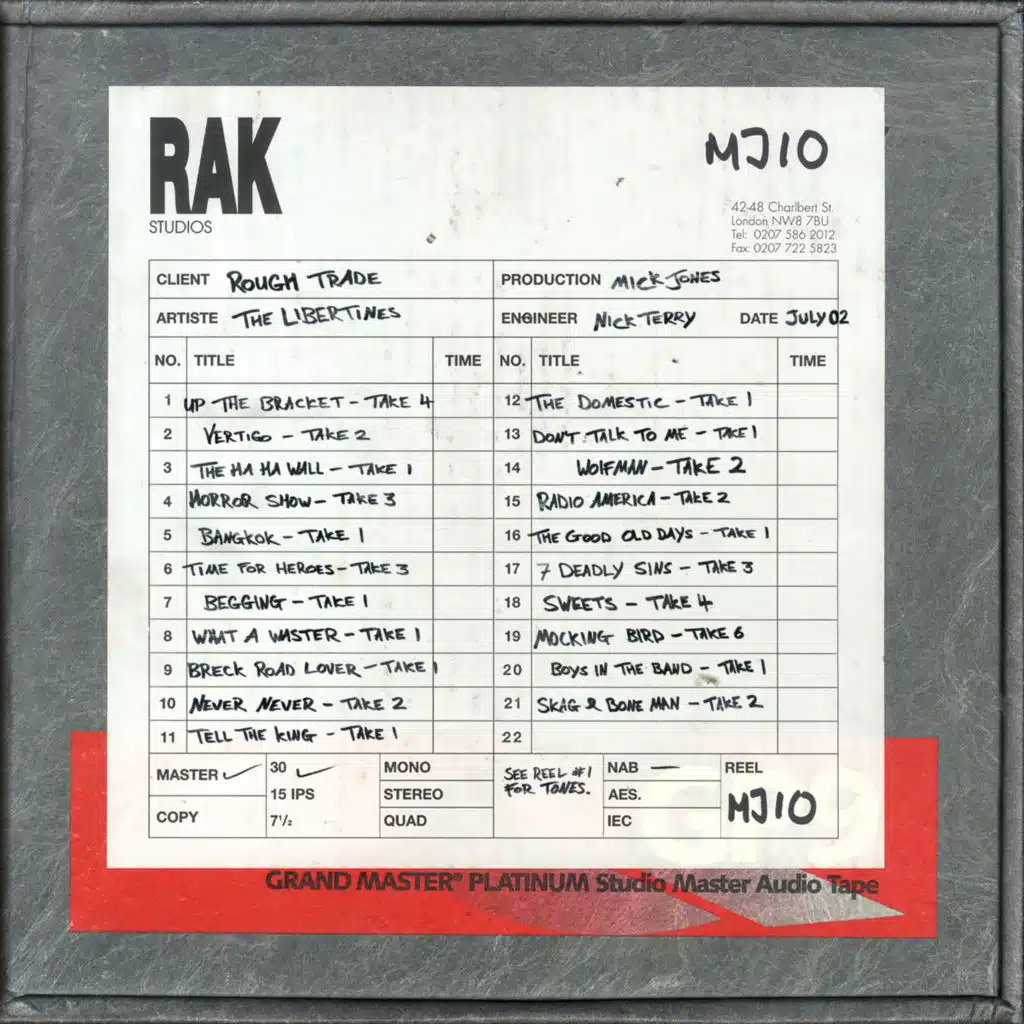 RAK
STUDIOS
MJ10
42-48 Charlbert St.
London NW8 7BU
Tel: 0207 586 2012
Fax: 0207 722 5823
CLIENT ROUGH TRADE
PRODUCTION MICK JONES
ARTISTE THE LIBERTINES
ENGINEER NICK TERRY DATE JULY 02
NO. TITLE TIME NO. TITLE TIME
1 UP THE BRACKET - TAKE 4
2 VERTIGO - TAKE 2
3 THE HA HA WALL - TAKE 1
4 HORROR SHOW - TAKE 3
5 BANGKOK - TAKE 1
6 TIME FOR HEROES - TAKE 3
7 BEGGING - TAKE 1
8 WHAT A WASTER - TAKE 1
9 BRECK ROAD LOVER - TAKE 1
10 NEVER NEVER - TAKE 2
11 TELL THE KING - TAKE 1
12 THE DOMESTIC - TAKE 1
13 DON'T TALK TO ME - TAKE 1
14 WOLFMAN - TAKE 2
15 RADIO AMERICA - TAKE 2
16 THE GOOD OLD DAYS - TAKE 1
17 7 DEADLY SINS - TAKE 3
18 SWEETS - TAKE 4
19 MOCKING BIRD - TAKE 6
20 BOYS IN THE BAND - TAKE 1
21 SKAG & BONE MAN - TAKE 2
22
MASTER ✓
COPY
30 ✓
15 IPS
7 1/2
MONO
STEREO
QUAD
SEE REEL #1
FOR TONES.
NAB —
AES.
IEC
REEL
MJ10
GRAND MASTER® PLATINUM Studio Master Audio Tape